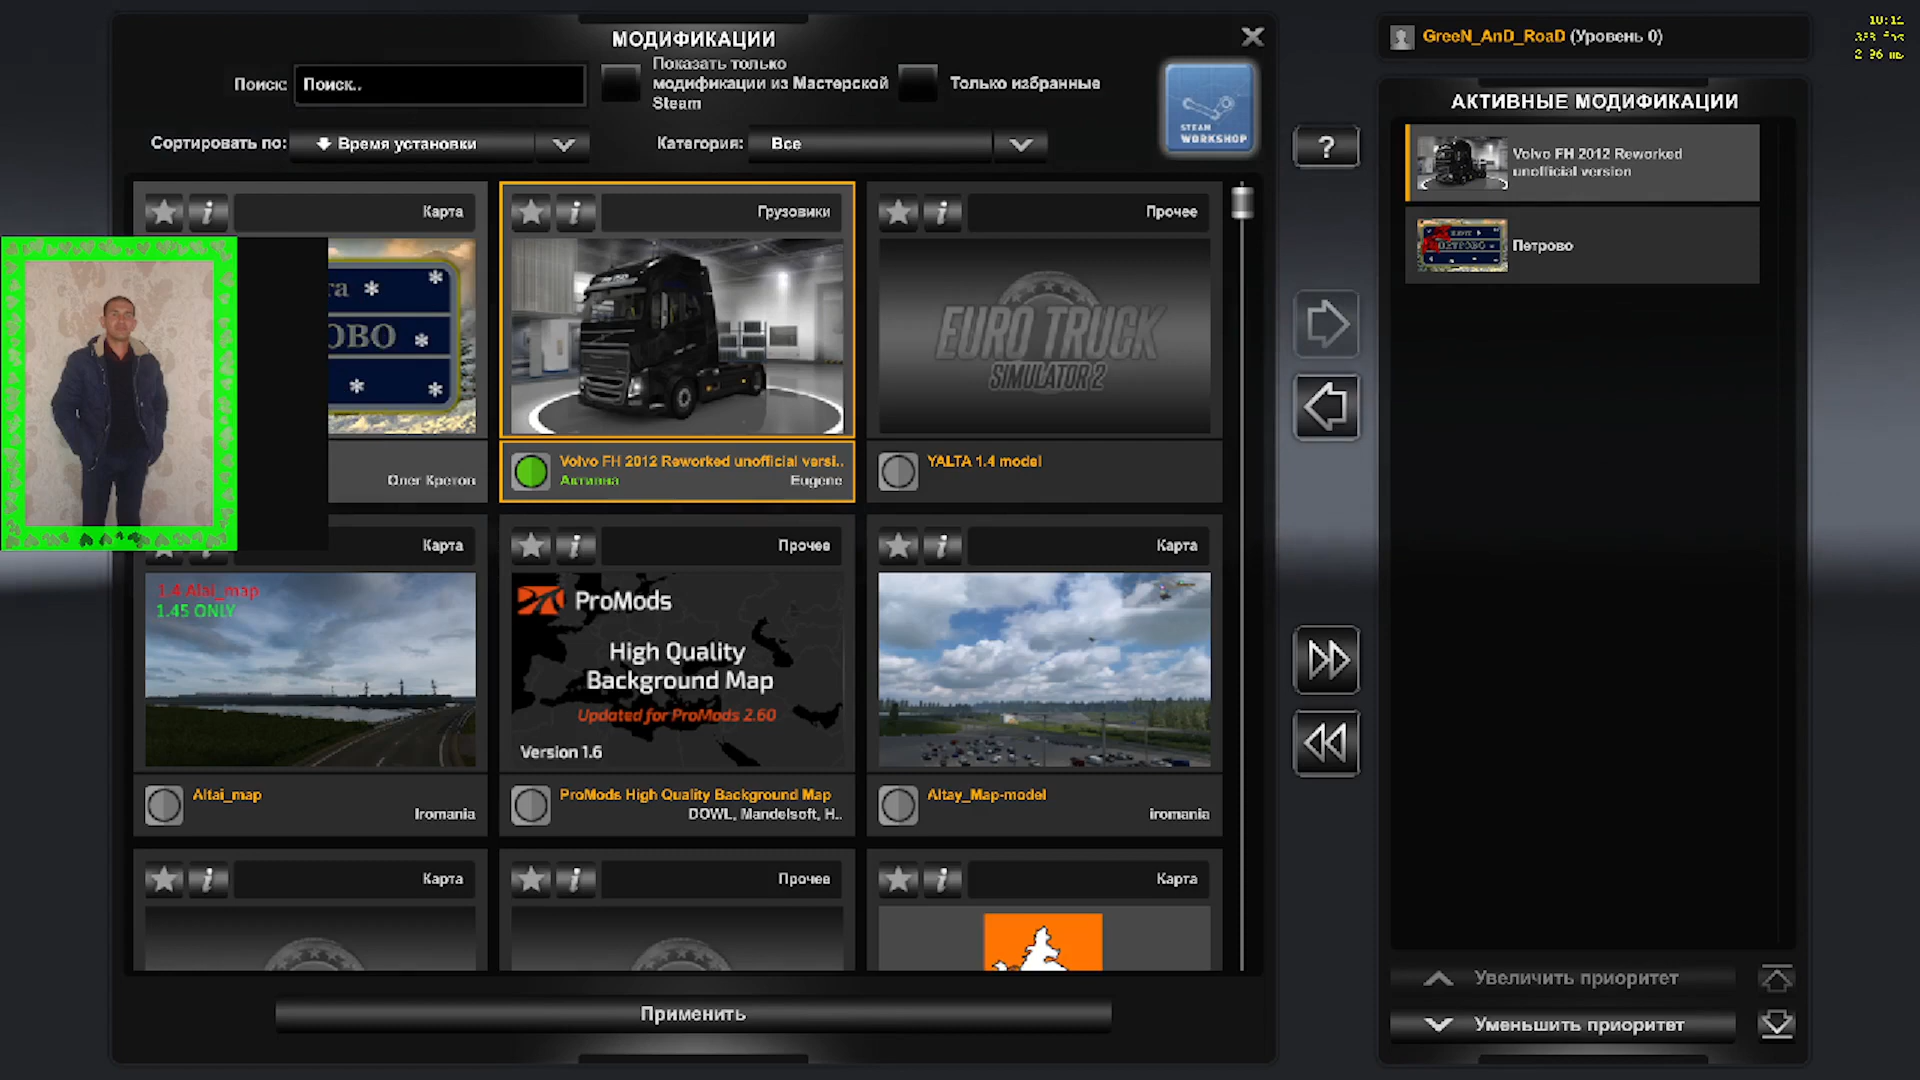 МОДИФИКАЦИИ
Поиск:
Поиск..
Показать только
модификации из Мастерской
Steam
Только избранные
STEAM
WORKSHOP
Сортировать по:
Время установки
Категория:
Все
Карта
ОВО
Олег Кретов
Грузовики
Volvo FH 2012 Reworked unofficial versi..
Активна
Eugene
Прочее
EURO TRUCK
SIMULATOR 2
YALTA 1.4 model
Карта
1.4 Alai_map
1.45 ONLY
Altai_map
Iromania
Прочее
ProMods
High Quality
Background Map
Updated for ProMods 2.60
Version 1.6
ProMods High Quality Background Map
DOWL, Mandelsoft, H..
Карта
Altay_Map-model
iromania
Карта
Прочее
Карта
Применить
?
GreeN_AnD_RoaD (Уровень 0)
АКТИВНЫЕ МОДИФИКАЦИИ
Volvo FH 2012 Reworked
unofficial version
Петрово
Увеличить приоритет
Уменьшить приоритет